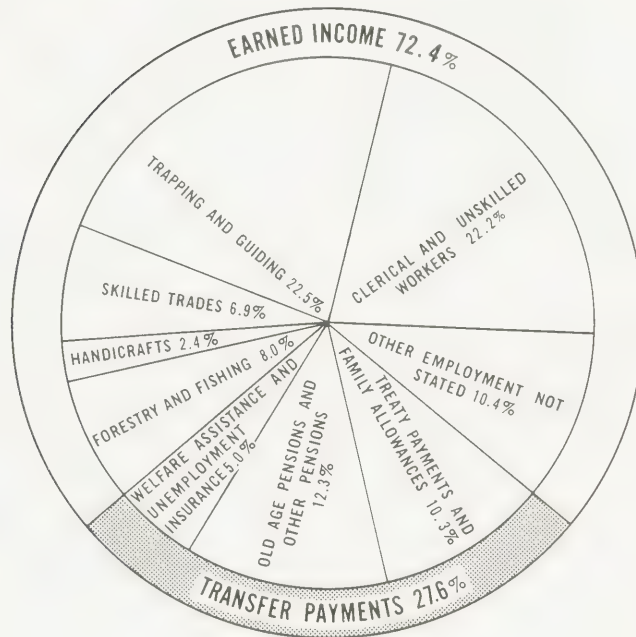 EARNED INCOME 72.4%
TRAPPING AND GUIDING 22.5%
CLERICAL AND UNSKILLED
WORKERS 22.2%
SKILLED TRADES 6.9%
HANDICRAFTS 2.4%
FORESTRY AND FISHING 8.0%
WELFARE ASSISTANCE AND
UNEMPLOYMENT
INSURANCE 5.0%
OLD AGE PENSIONS AND
OTHER PENSIONS
12.3%
TREATY PAYMENTS AND
FAMILY ALLOWANCES 10.3%
OTHER EMPLOYMENT NOT
STATED 10.4%
TRANSFER PAYMENTS 27.6%